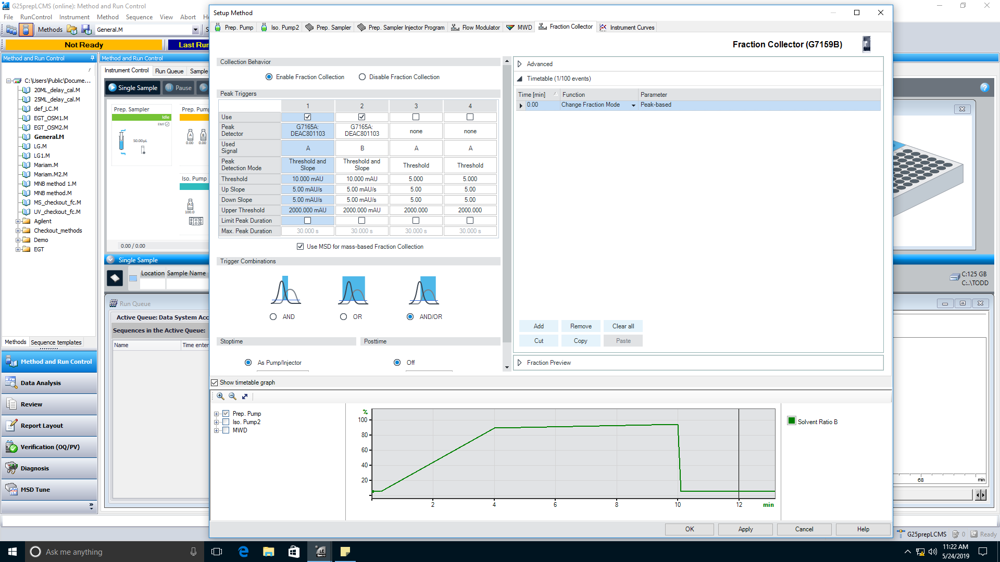 G25prepLCMS (online): Method and Run Control
File RunControl Instrument Method Sequence View Abort He
Methods General.M S
Not Ready Last Run
Method and Run Control
C:\Users\Public\Docume...
20ML_delay_cal.M
25ML_delay_cal.M
def_LC.M
EGT_OSM1.M
EGT_OSM2.M
General.M
LG.M
LG1.M
Mariam.M
Mariam.M2.M
MNB method 1.M
MNB method.M
MS_checkout_fc.M
UV_checkout_fc.M
Agilent
Checkout_methods
Demo
EGT
Methods Sequence templates
Method and Run Control
Data Analysis
Review
Report Layout
Verification (OQ/PV)
Diagnosis
MSD Tune
Method and Run Control
Instrument Control Run Queue Sample
Single Sample Pause
Prep. Sampler Prep. Pump
Idle
EMF
50.00µL
A B
0.00 0.00
Iso. Pump
A1
100.0
0.00 / 0.00
Single Sample
Location Sample Name
Run Queue
Active Queue: Data System Acc
Sequences in the Active Queue:
Name Time enter
Setup Method
Prep. Pump Iso. Pump2 Prep. Sampler Prep. Sampler Injector Program Flow Modulator MWD Fraction Collector Instrument Curves
Fraction Collector (G7159B)
Collection Behavior
Enable Fraction Collection Disable Fraction Collection
Peak Triggers
1 2 3 4
Use
Peak Detector G7165A: DEAC801103 G7165A: DEAC801103 none none
Used Signal A B A A
Peak Detection Mode Threshold and Slope Threshold and Slope Threshold Threshold
Threshold 10.000 mAU 10.000 mAU 5.000 5.000
Up Slope 5.00 mAU/s 5.00 mAU/s 5.00 5.00
Down Slope 5.00 mAU/s 5.00 mAU/s 5.00 5.00
Upper Threshold 2000.000 mAU 2000.000 mAU 2000.000 2000.000
Limit Peak Duration
Max. Peak Duration 30.000 s 30.000 s 30.000 s 30.000 s
Use MSD for mass-based Fraction Collection
Trigger Combinations
AND OR AND/OR
Stoptime Posttime
As Pump/Injector Off
Advanced
Timetable (1/100 events)
Time [min] Function Parameter
0.00 Change Fraction Mode Peak-based
Add Remove Clear all
Cut Copy Paste
Fraction Preview
Show timetable graph
Prep. Pump
Iso. Pump2
MWD
%
100
80
60
40
20
2 4 6 8 10 12 min
Solvent Ratio B
OK Apply Cancel Help
C:125 GB
C:..\TODD
68 min
G25prepLCMS 0 Ready
Ask me anything
11:22 AM
5/24/2019